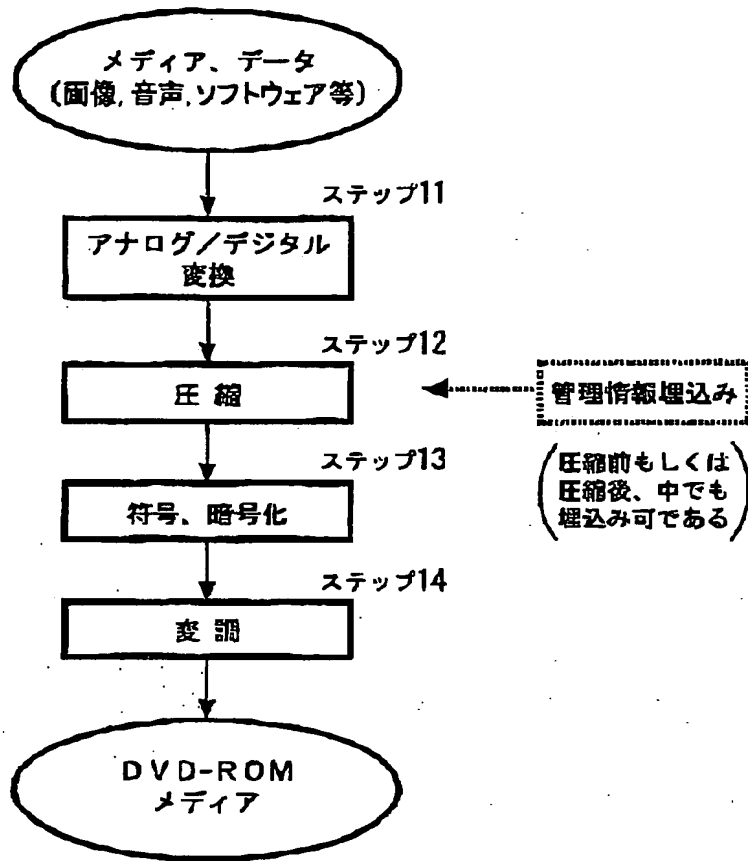 メディア、データ
(画像,音声,ソフトウェア等)
ステップ11
アナログ/デジタル
変換
ステップ12
圧縮
管理情報埋込み
ステップ13
(圧縮前もしくは
圧縮後、中でも
埋込み可である)
符号、暗号化
ステップ14
変調
DVD-ROM
メディア